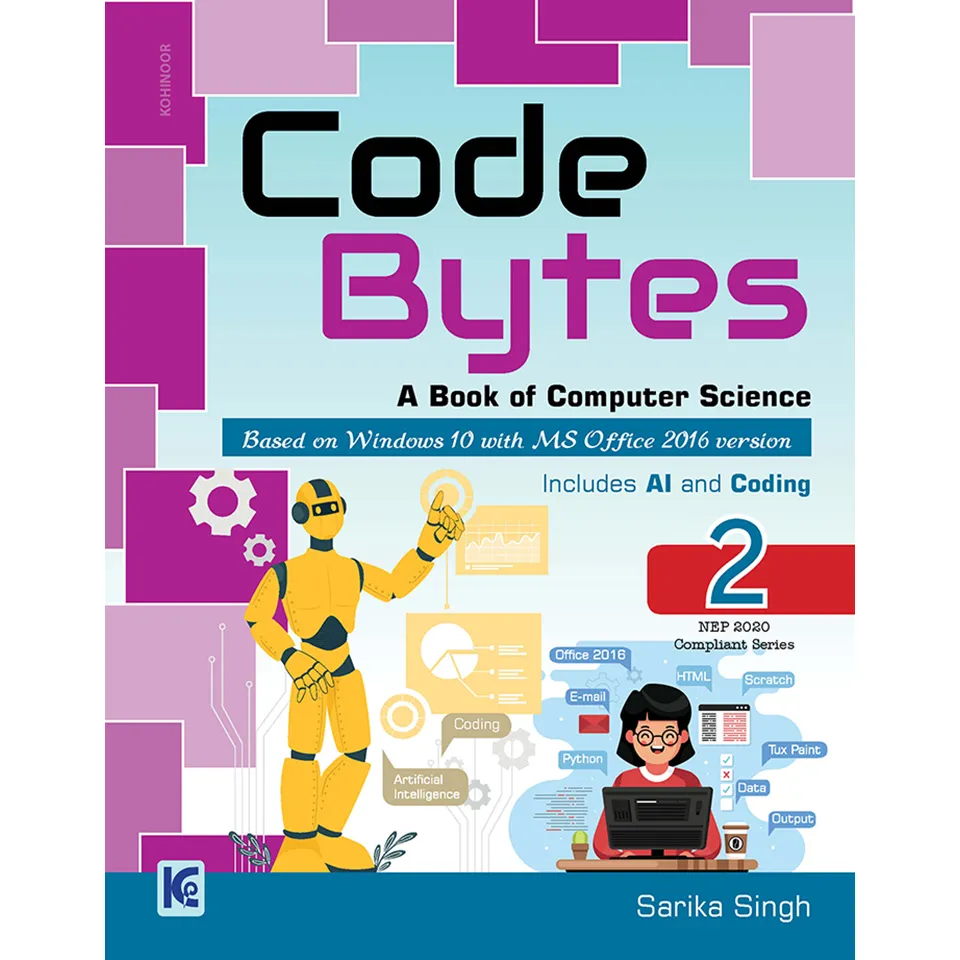 KOHINOOR
Code
Bytes
A Book of Computer Science
Based on Windows 10 with MS Office 2016 version
Includes AI and Coding
2
NEP 2020
Compliant Series
Office 2016
HTML
Scratch
E-mail
Coding
Tux Paint
Python
Artificial
Intelligence
Data
Output
K
Sarika Singh